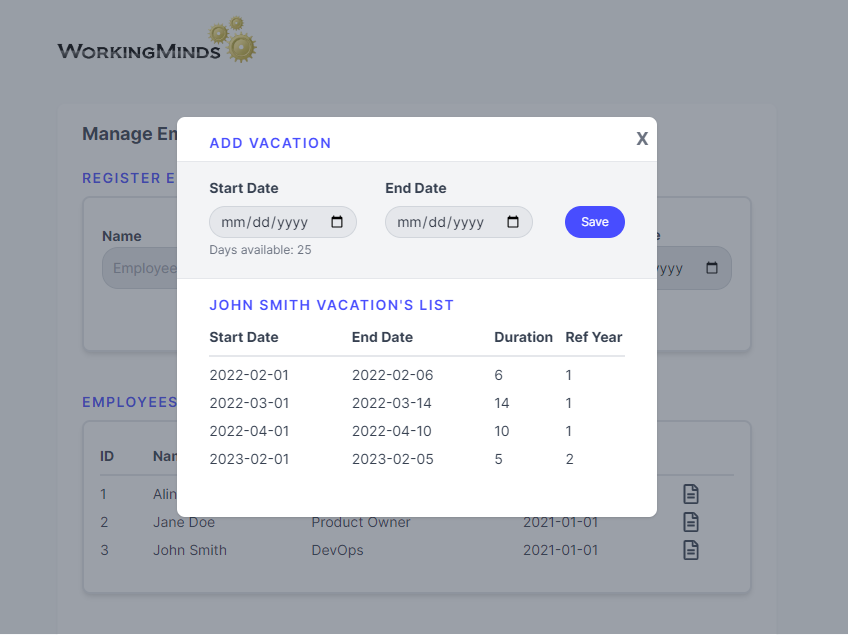 WORKINGMINDS
Manage En
REGISTER E
Name
Employee
e
yyyy
ADD VACATION
X
Start Date End Date
mm/dd/yyyy mm/dd/yyyy Save
Days available: 25
JOHN SMITH VACATION'S LIST
Start Date End Date Duration Ref Year
2022-02-01 2022-02-06 6 1
2022-03-01 2022-03-14 14 1
2022-04-01 2022-04-10 10 1
2023-02-01 2023-02-05 5 2
EMPLOYEES
ID Nan
1 Alin
2 Jane Doe Product Owner 2021-01-01
3 John Smith DevOps 2021-01-01